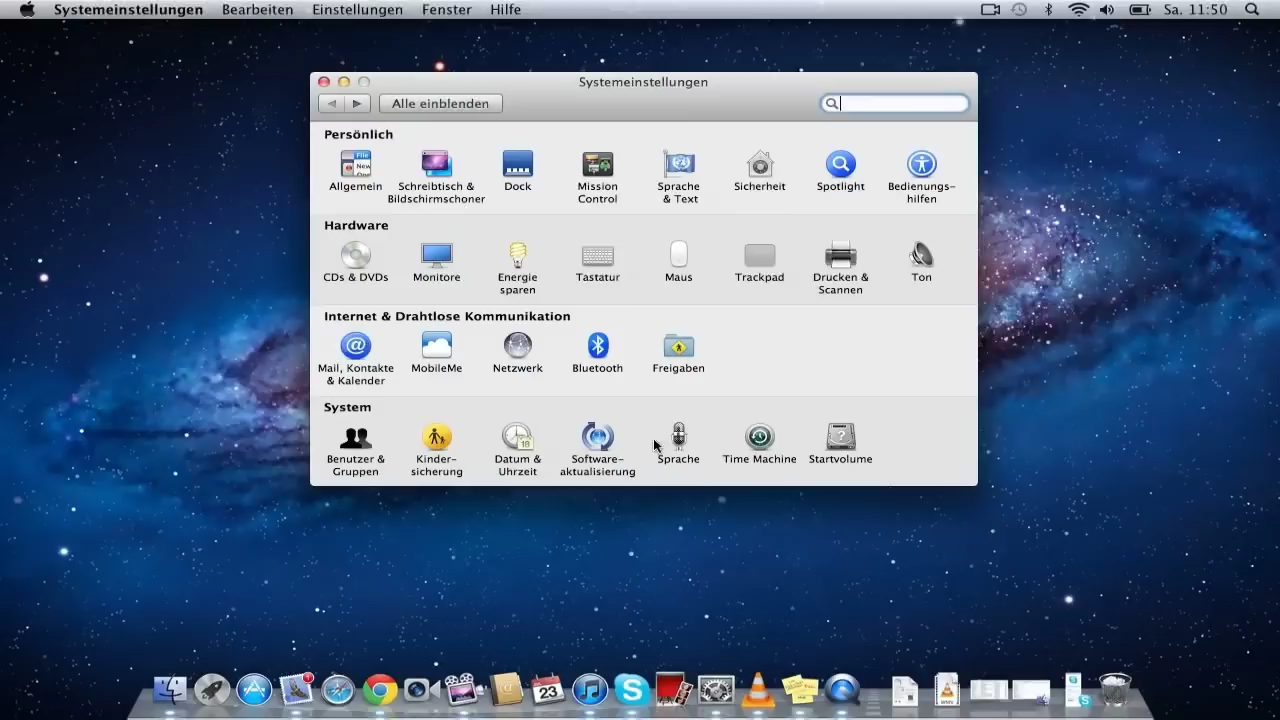 Systemeinstellungen Bearbeiten Einstellungen Fenster Hilfe Sa. 11:50
Systemeinstellungen
Alle einblenden
Persönlich
Allgemein
Schreibtisch &
Bildschirmschoner
Dock
Mission
Control
Sprache
& Text
Sicherheit
Spotlight
Bedienungs-
hilfen
Hardware
CDs & DVDs
Monitore
Energie
sparen
Tastatur
Maus
Trackpad
Drucken &
Scannen
Ton
Internet & Drahtlose Kommunikation
Mail, Kontakte
& Kalender
MobileMe
Netzwerk
Bluetooth
Freigaben
System
Benutzer &
Gruppen
Kinder-
sicherung
Datum &
Uhrzeit
Software-
aktualisierung
Sprache
Time Machine
Startvolume
File
New
18
23